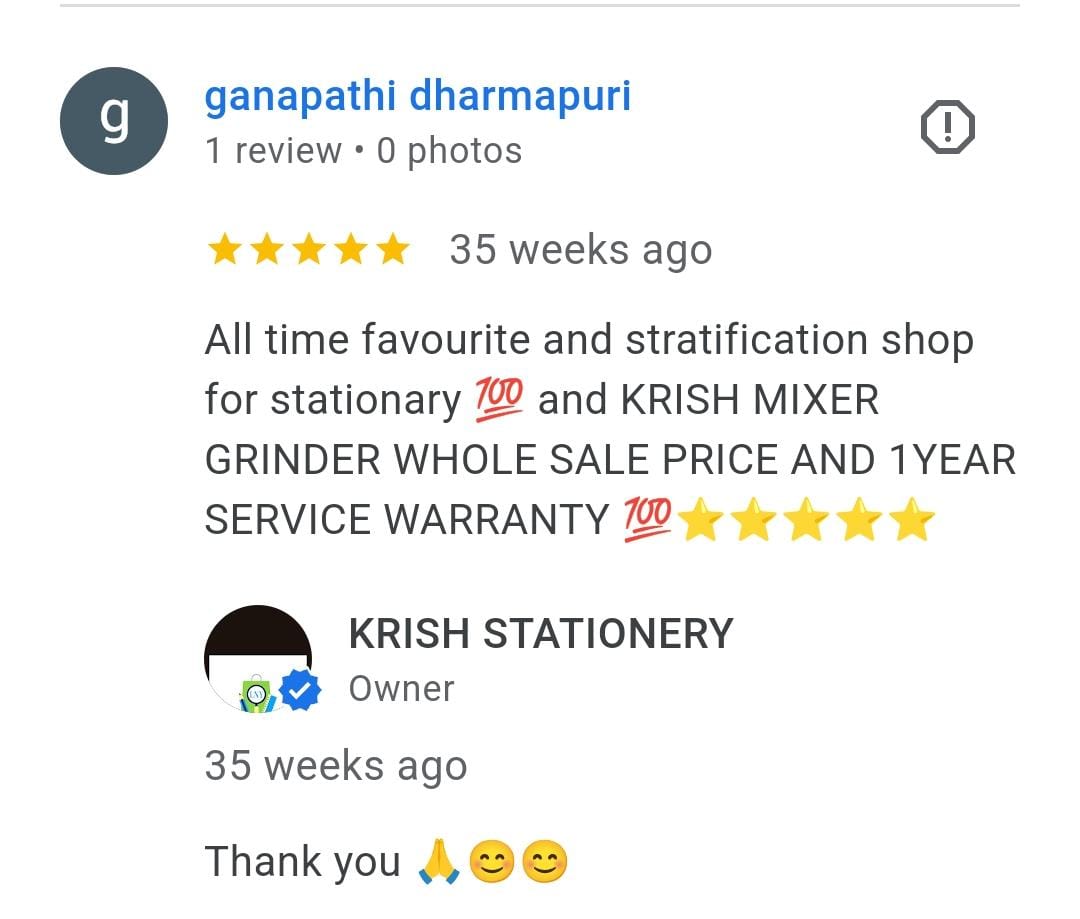 g
ganapathi dharmapuri
1 review • 0 photos
★★★★★ 35 weeks ago
All time favourite and stratification shop
for stationary 💯 and KRISH MIXER
GRINDER WHOLE SALE PRICE AND 1YEAR
SERVICE WARRANTY 💯⭐⭐⭐⭐⭐
KRISH STATIONERY
Owner
35 weeks ago
Thank you 🙏😊😊